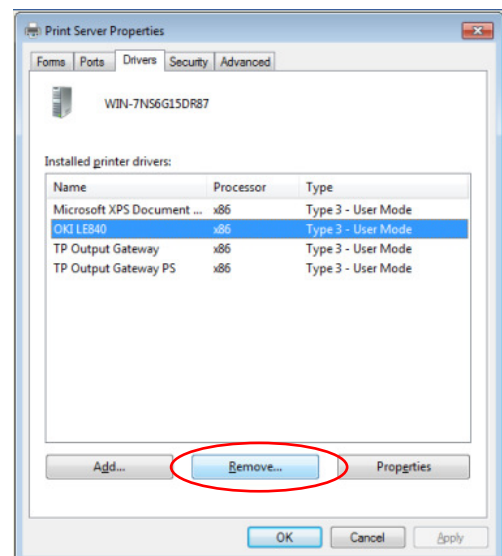 Print Server Properties
Forms Ports Drivers Security Advanced
WIN-7NS6G15DR87
Installed printer drivers:
Name Processor Type
Microsoft XPS Document ... x86 Type 3 - User Mode
OKI LE840 x86 Type 3 - User Mode
TP Output Gateway x86 Type 3 - User Mode
TP Output Gateway PS x86 Type 3 - User Mode
Add... Remove... Properties
OK Cancel Apply